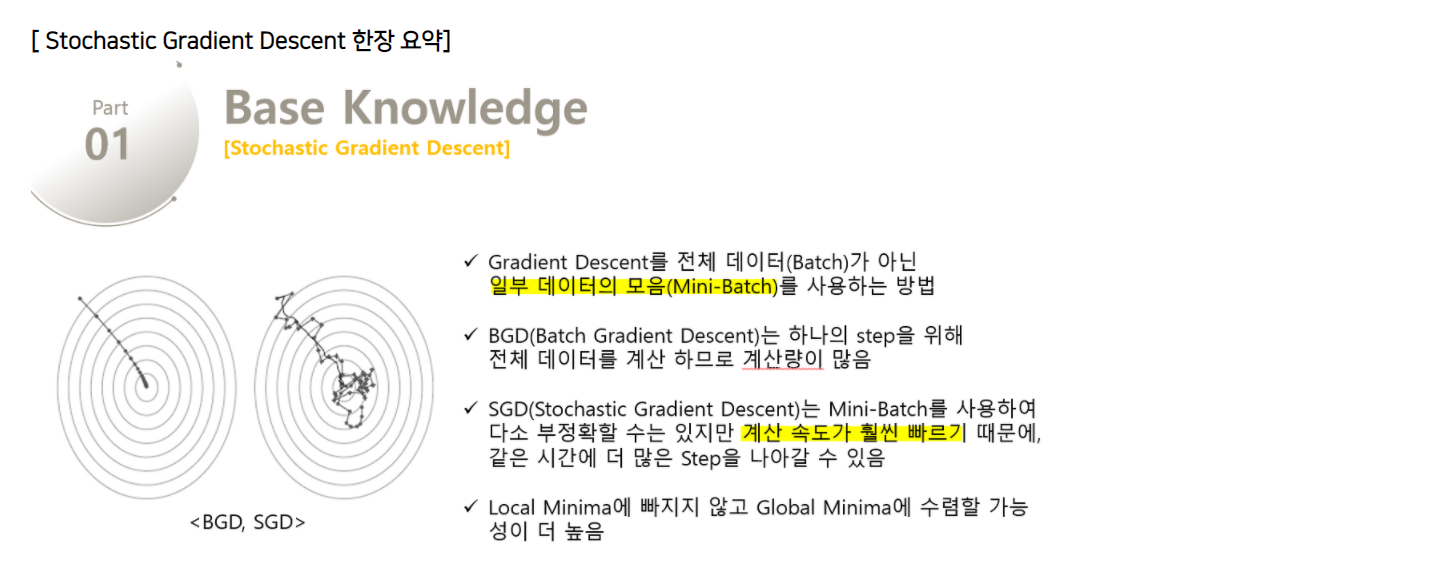 [ Stochastic Gradient Descent 한장 요약]
Part
01
Base Knowledge
[Stochastic Gradient Descent]
✓ Gradient Descent를 전체 데이터(Batch)가 아닌
일부 데이터의 모음(Mini-Batch)를 사용하는 방법
✓ BGD(Batch Gradient Descent)는 하나의 step을 위해
전체 데이터를 계산 하므로 계산량이 많음
✓ SGD(Stochastic Gradient Descent)는 Mini-Batch를 사용하여
다소 부정확할 수는 있지만 계산 속도가 훨씬 빠르기 때문에,
같은 시간에 더 많은 Step을 나아갈 수 있음
✓ Local Minima에 빠지지 않고 Global Minima에 수렴할 가능
성이 더 높음
<BGD, SGD>